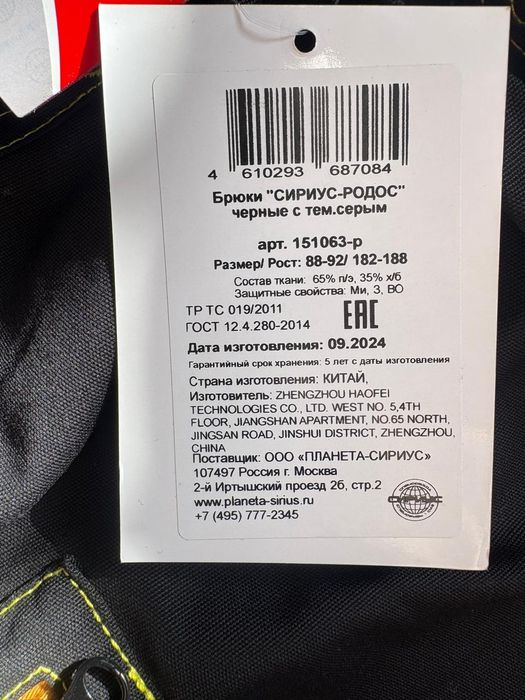 4 610293 687084
Брюки "СИРИУС-РОДОС"
черные с тем.серым
арт. 151063-р
Размер/ Рост: 88-92/ 182-188
Состав ткани: 65% п/э, 35% х/б
Защитные свойства: Ми, З, ВО
ТР ТС 019/2011
ГОСТ 12.4.280-2014
EAC
Дата изготовления: 09.2024
Гарантийный срок хранения: 5 лет с даты изготовления
Страна изготовления: КИТАЙ,
Изготовитель: ZHENGZHOU HAOFEI
TECHNOLOGIES CO., LTD. WEST NO. 5,4TH
FLOOR, JIANGSHAN APARTMENT, NO.65 NORTH,
JINGSAN ROAD, JINSHUI DISTRICT, ZHENGZHOU,
CHINA
Поставщик: ООО «ПЛАНЕТА-СИРИУС»
107497 Россия г. Москва
2-й Иртышский проезд 2б, стр.2
www.planeta-sirius.ru
+7 (495) 777-2345